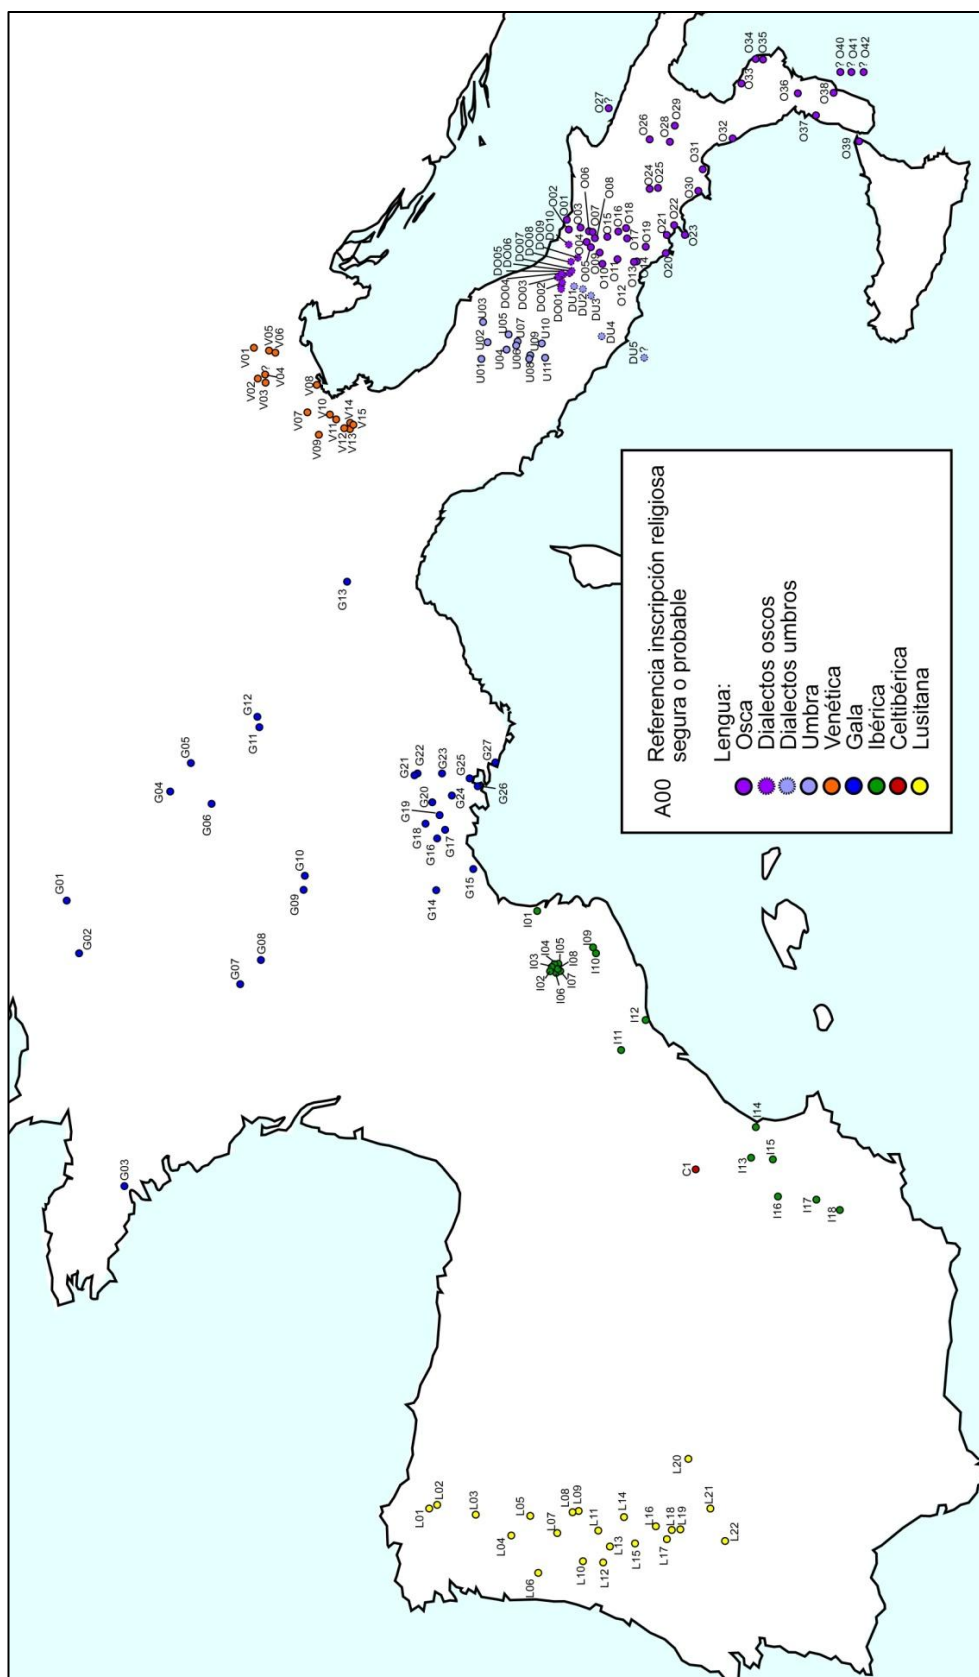 A00 Referencia inscripción religiosa
segura o probable
Lengua:
Osca
Dialectos oscos
Dialectos umbros
Umbra
Venética
Gala
Ibérica
Celtibérica
Lusitana
L01
L02
L03
L04
L05
L06
L07
L08
L09
L10
L11
L12
L13
L14
L15
L16
L17
L18
L19
L20
L21
L22
C1
I01
I02
I03
I04
I05
I06
I07
I08
I09
I10
I11
I12
I13
I14
I15
I16
I17
I18
G01
G02
G03
G04
G05
G06
G07
G08
G09
G10
G11
G12
G13
G14
G15
G16
G17
G18
G19
G20
G21
G22
G23
G24
G25
G26
G27
V01
V02
V03
?
V04
V05
V06
V07
V08
V09
V10
V11
V12
V13
V14
V15
U01
U02
U03
U04
U05
U06
U07
U08
U09
U10
U11
DU1
DU2
DU3
DU4
DU5
?
DO01
DO02
DO03
DO04
DO05
DO06
DO07
DO08
DO09
DO10
O01
O02
O03
O04
O05
O06
O07
O08
O09
O10
O11
O12
O13
O14
O15
O16
O17
O18
O19
O20
O21
O22
O23
O24
O25
O26
O27
?
O28
O29
O30
O31
O32
O33
O34
O35
O36
O37
O38
O39
? O40
? O41
? O42